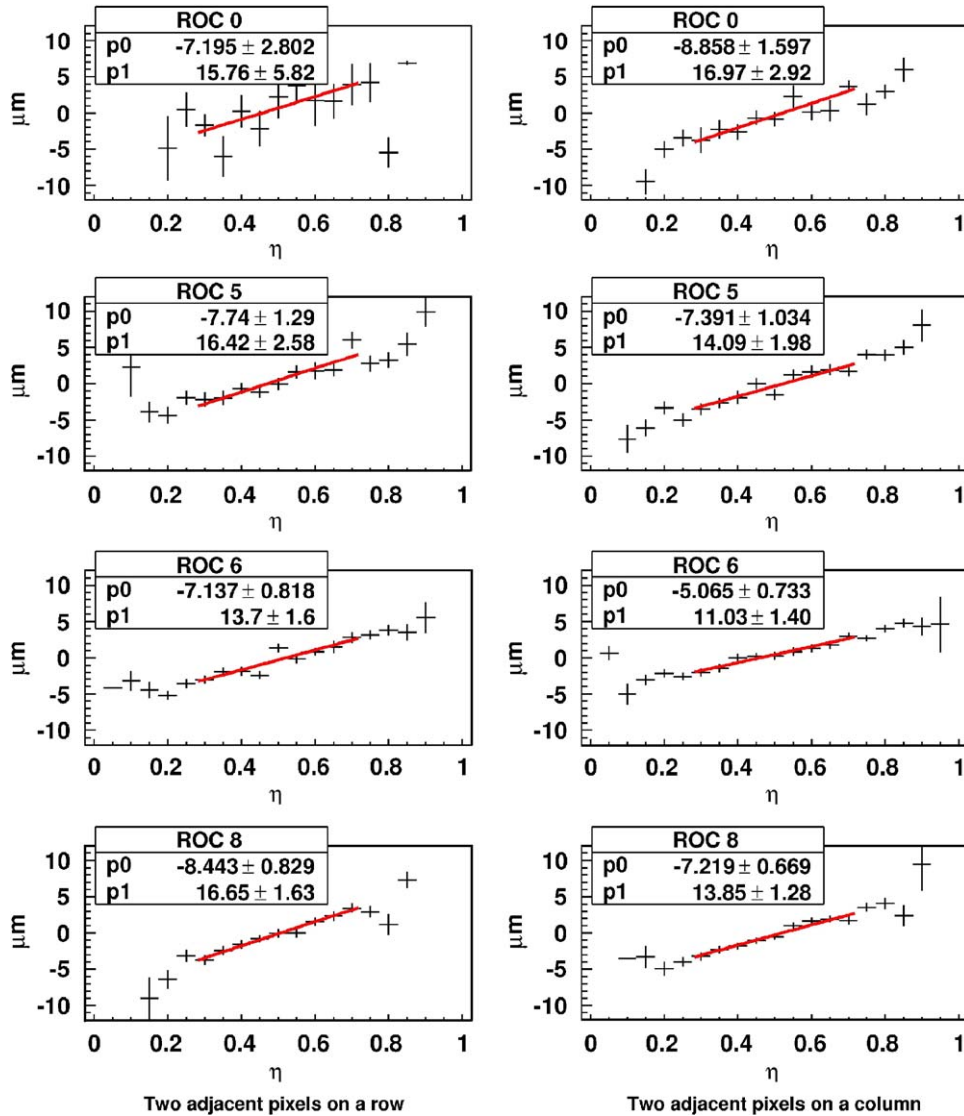 ROC 0
p0 -7.195 ± 2.802
p1 15.76 ± 5.82
10
5
0
-5
-10
μm
0 0.2 0.4 0.6 0.8 1
η
ROC 0
p0 -8.858 ± 1.597
p1 16.97 ± 2.92
10
5
0
-5
-10
μm
0 0.2 0.4 0.6 0.8 1
η
ROC 5
p0 -7.74 ± 1.29
p1 16.42 ± 2.58
10
5
0
-5
-10
μm
0 0.2 0.4 0.6 0.8 1
η
ROC 5
p0 -7.391 ± 1.034
p1 14.09 ± 1.98
10
5
0
-5
-10
μm
0 0.2 0.4 0.6 0.8 1
η
ROC 6
p0 -7.137 ± 0.818
p1 13.7 ± 1.6
10
5
0
-5
-10
μm
0 0.2 0.4 0.6 0.8 1
η
ROC 6
p0 -5.065 ± 0.733
p1 11.03 ± 1.40
10
5
0
-5
-10
μm
0 0.2 0.4 0.6 0.8 1
η
ROC 8
p0 -8.443 ± 0.829
p1 16.65 ± 1.63
10
5
0
-5
-10
μm
0 0.2 0.4 0.6 0.8 1
η
Two adjacent pixels on a row
ROC 8
p0 -7.219 ± 0.669
p1 13.85 ± 1.28
10
5
0
-5
-10
μm
0 0.2 0.4 0.6 0.8 1
η
Two adjacent pixels on a column